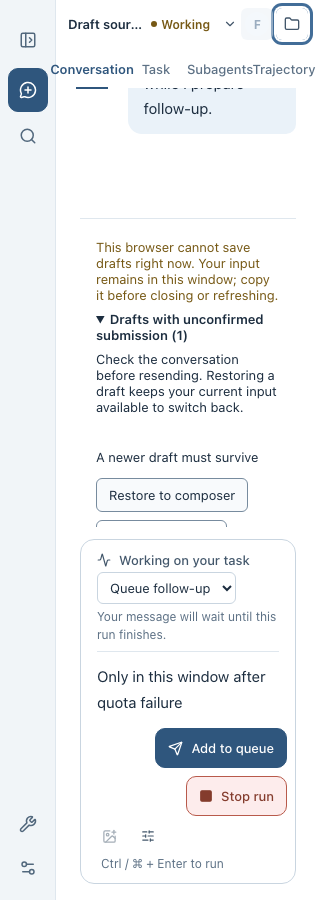 Draft sour... Working F
Conversation Task Subagents Trajectory
while I prepare
follow-up.
This browser cannot save
drafts right now. Your input
remains in this window; copy
it before closing or refreshing.
Drafts with unconfirmed
submission (1)
Check the conversation
before resending. Restoring a
draft keeps your current input
available to switch back.
A newer draft must survive
Restore to composer
Working on your task
Queue follow-up
Your message will wait until this
run finishes.
Only in this window after
quota failure
Add to queue
Stop run
Ctrl / ⌘ + Enter to run